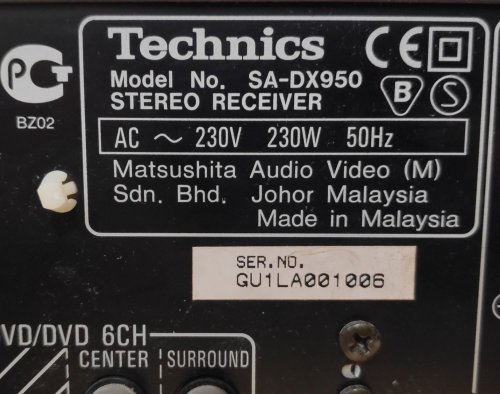 Technics
Model No. SA-DX950
STEREO RECEIVER
BZ02
AC ~ 230V 230W 50Hz
Matsushita Audio Video (M)
Sdn. Bhd. Johor Malaysia
Made in Malaysia
SER.NO.
GU1LA001006
VD/DVD 6CH
CENTER SURROUND